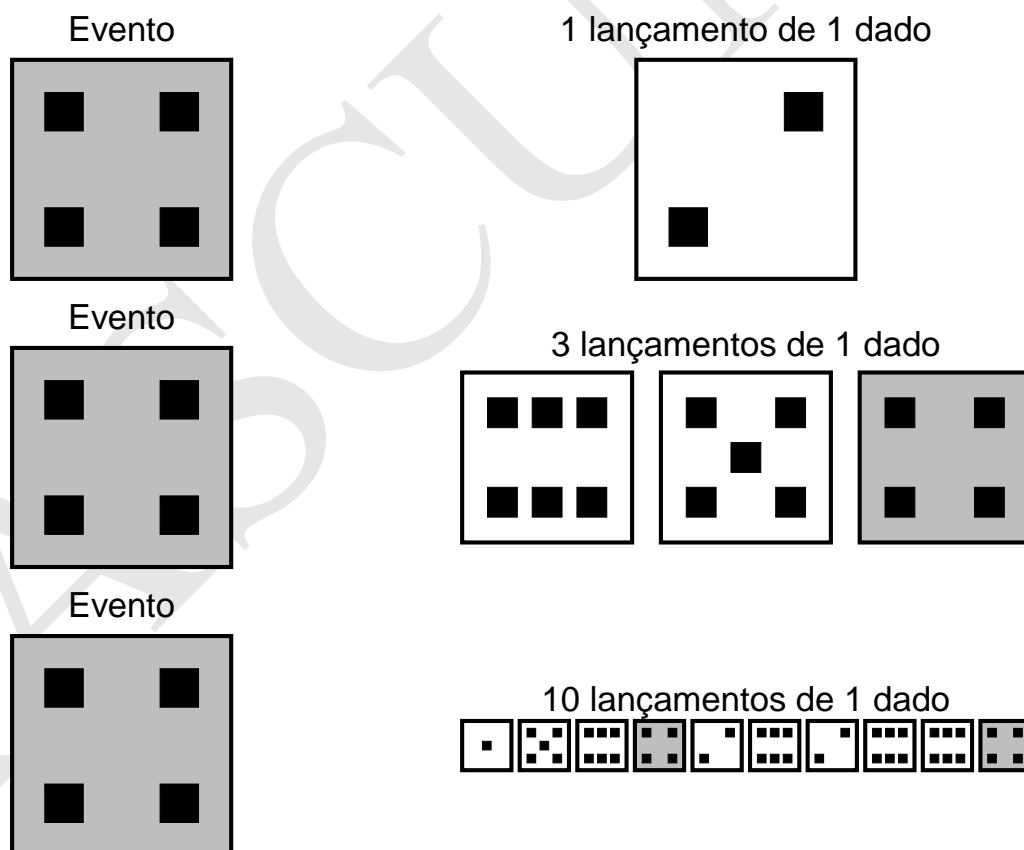 Evento
1 lançamento de 1 dado
Evento
3 lançamentos de 1 dado
Evento
10 lançamentos de 1 dado